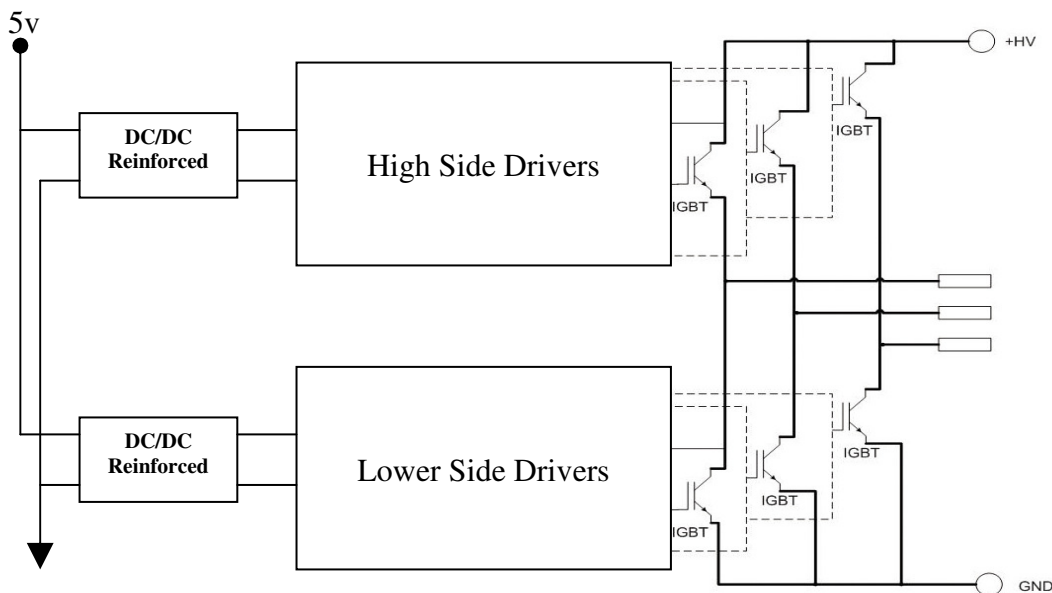 5v
+HV
DC/DC
Reinforced
High Side Drivers
IGBT
IGBT
IGBT
DC/DC
Reinforced
Lower Side Drivers
IGBT
IGBT
IGBT
GND